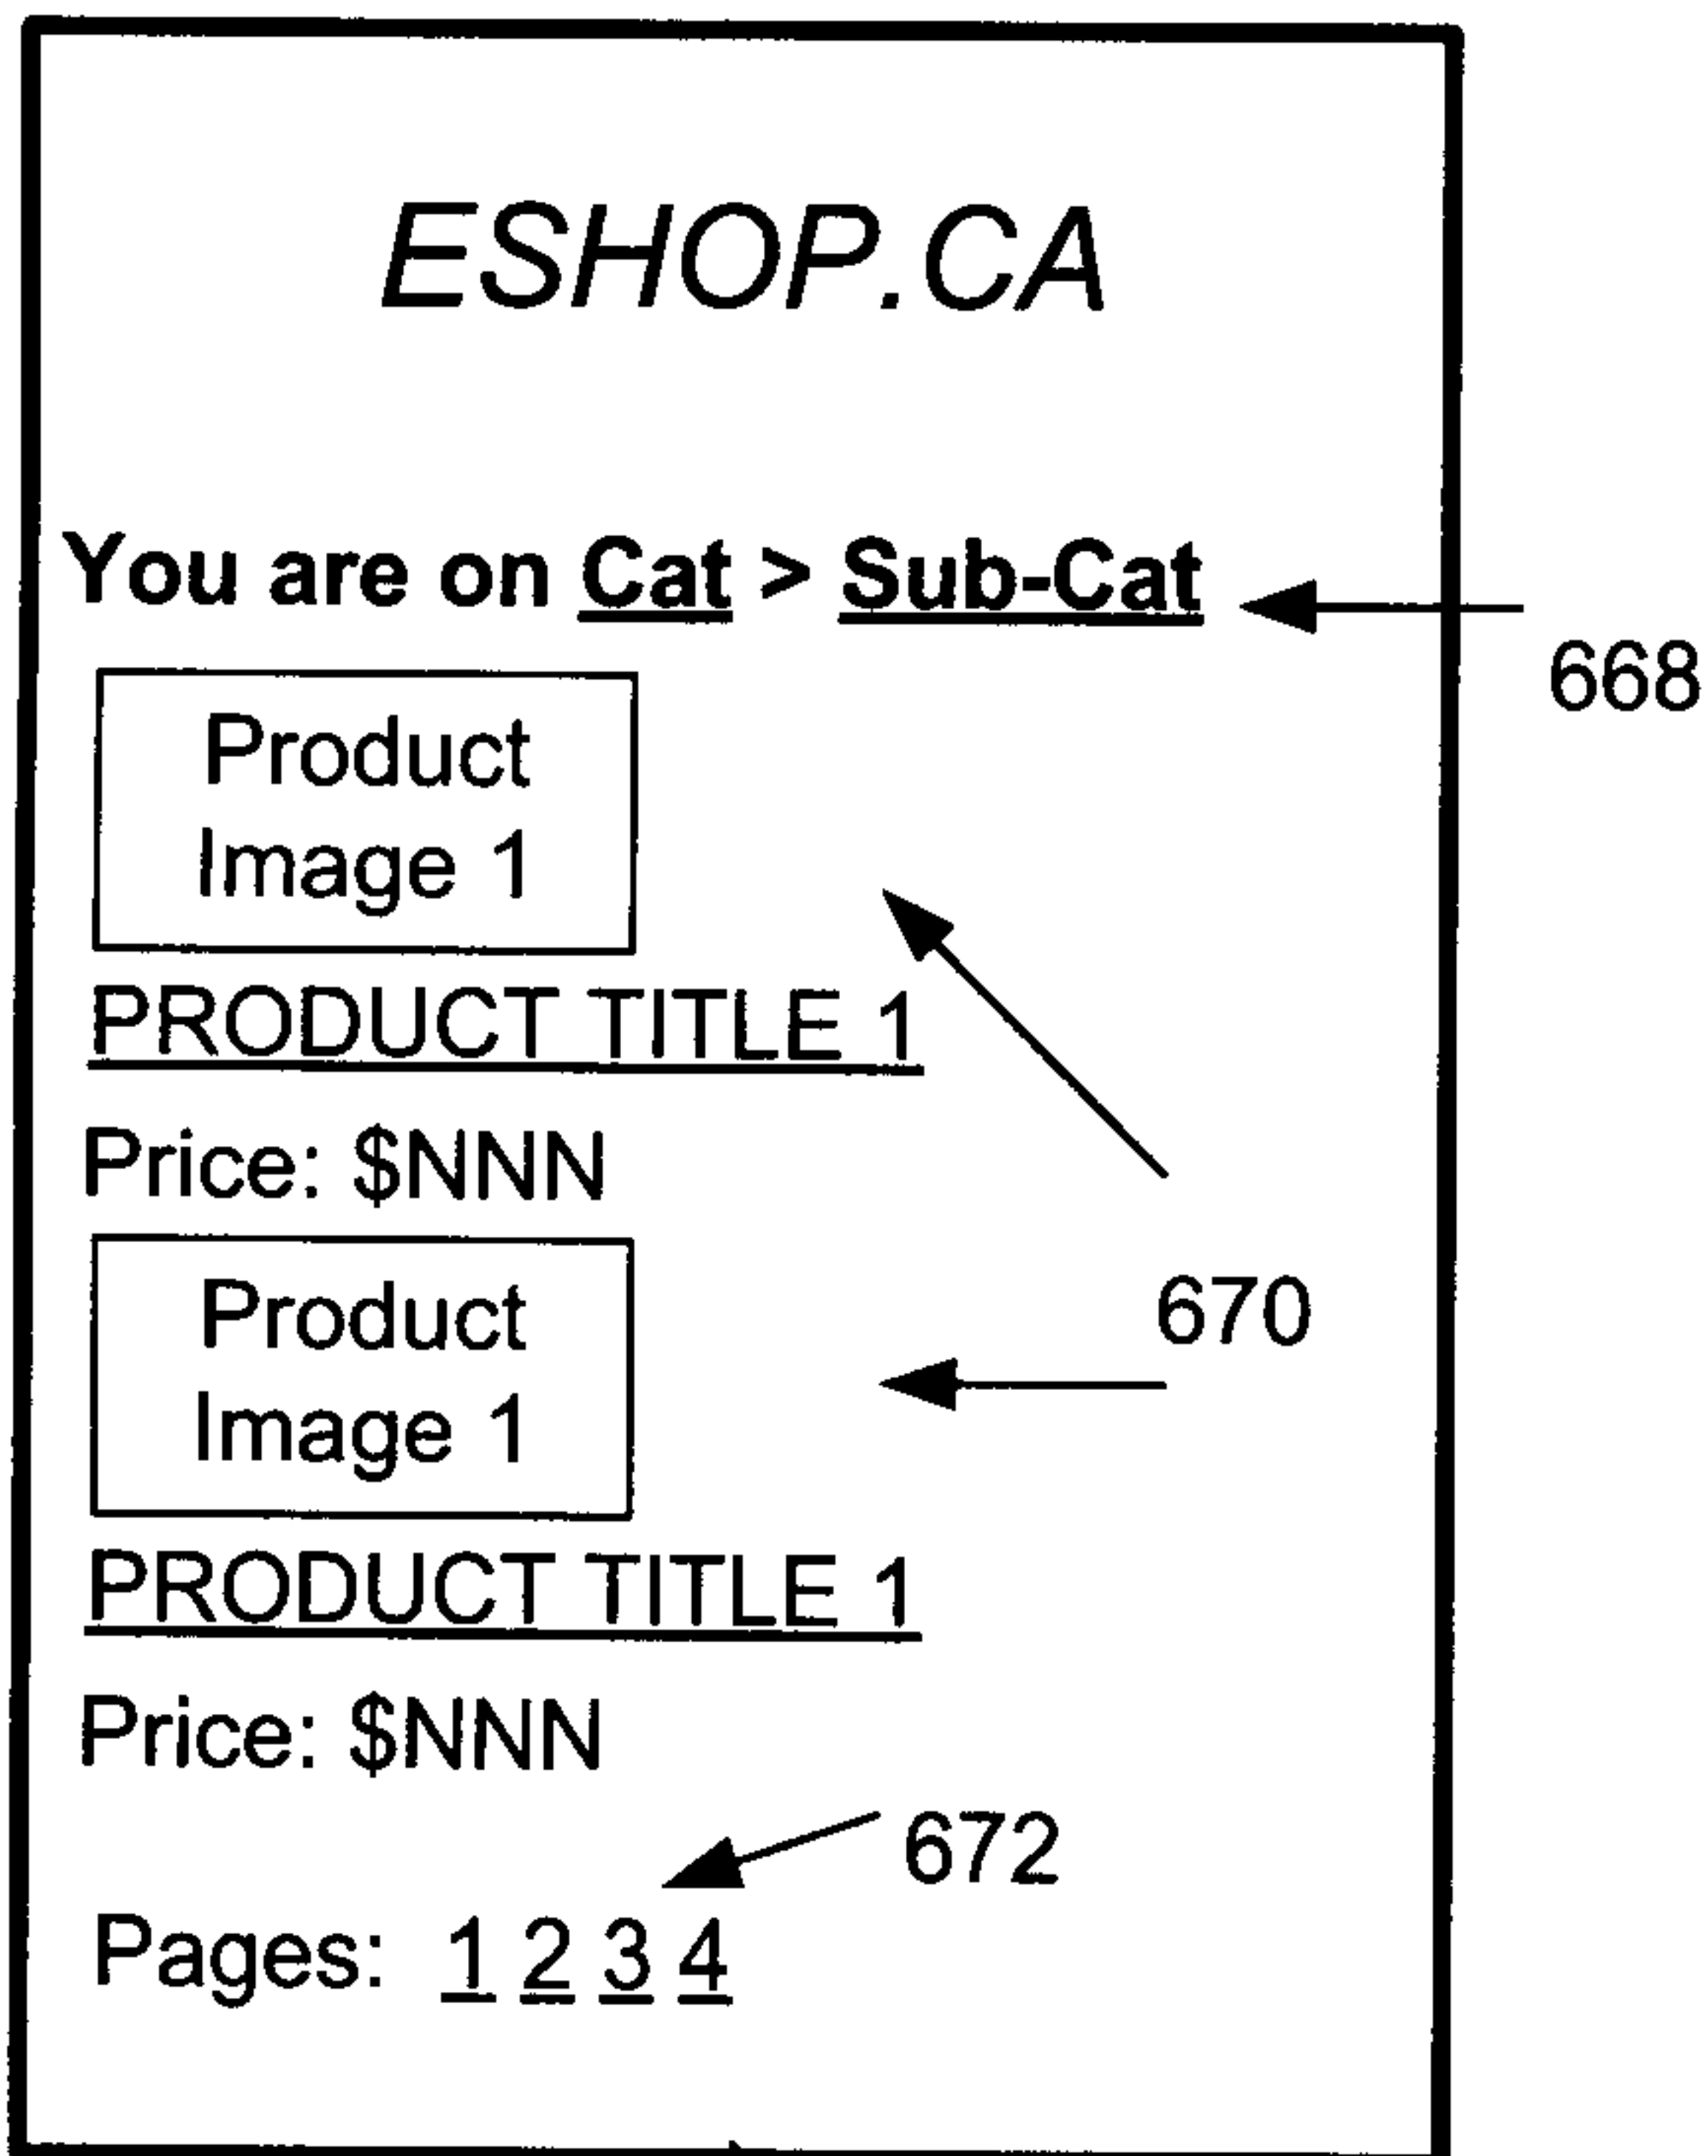 ESHOP.CA
You are on Cat > Sub-Cat
668
Product
Image 1
PRODUCT TITLE 1
Price: $NNN
670
Product
Image 1
PRODUCT TITLE 1
Price: $NNN
672
Pages: 1 2 3 4